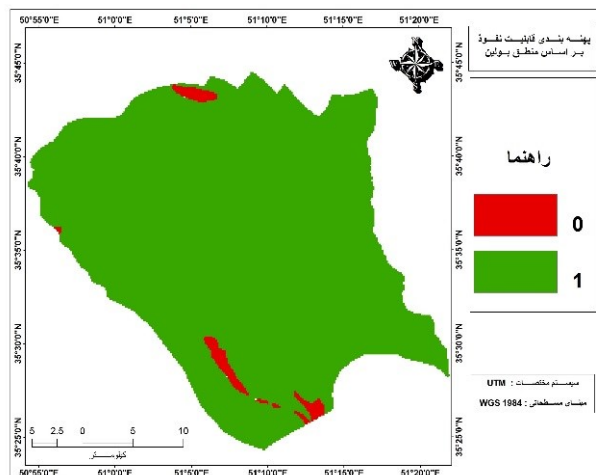 50°55'0"E 51°0'0"E 51°5'0"E 51°10'0"E 51°15'0"E 51°20'0"E
پهنه بندی قابلیت نفوذ
بر اساس منطق بولین
35°45'0"N 35°45'0"N
35°40'0"N 35°40'0"N
راهنما
0
35°35'0"N 35°35'0"N
1
35°30'0"N 35°30'0"N
سیستم مختصات : UTM
مبنای مسطحاتی : WGS 1984
35°25'0"N 35°25'0"N
5 2.5 0 5 10
کیلومتر
50°55'0"E 51°0'0"E 51°5'0"E 51°10'0"E 51°15'0"E 51°20'0"E